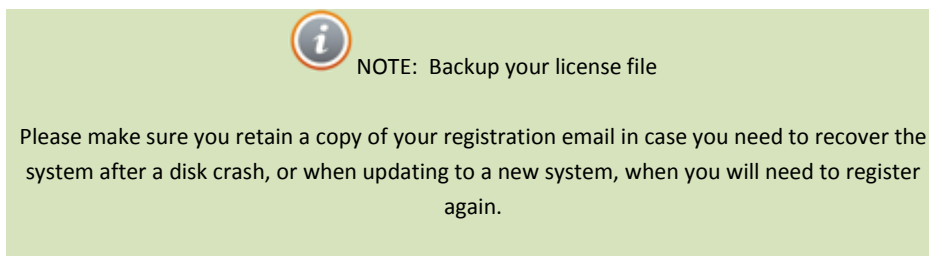 NOTE: Backup your license file
Please make sure you retain a copy of your registration email in case you need to recover the
system after a disk crash, or when updating to a new system, when you will need to register
again.